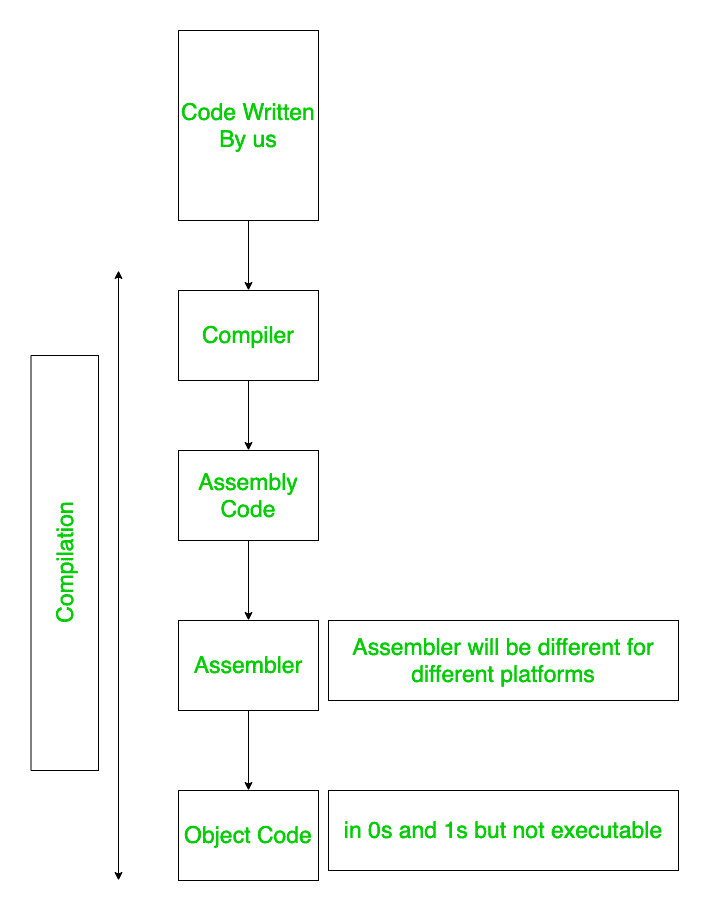 Code Written
By us
Compiler
Compilation
Assembly
Code
Assembler
Assembler will be different for
different platforms
Object Code
in 0s and 1s but not executable